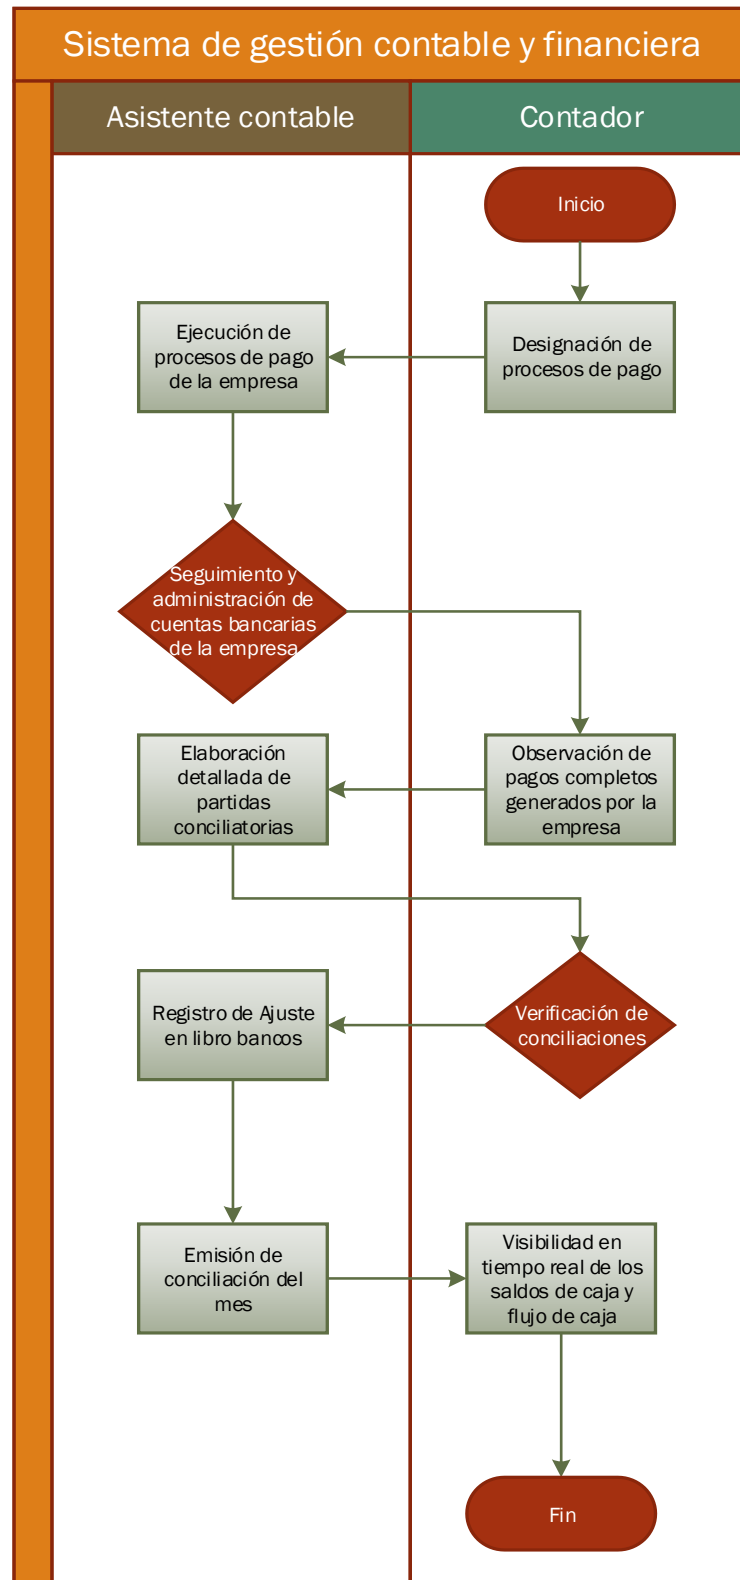 Sistema de gestión contable y financiera
Asistente contable
Contador
Inicio
Designación de
procesos de pago
Ejecución de
procesos de pago
de la empresa
Seguimiento y
administración de
cuentas bancarias
de la empresa
Observación de
pagos completos
generados por la
empresa
Elaboración
detallada de
partidas
conciliatorias
Verificación de
conciliaciones
Registro de Ajuste
en libro bancos
Emisión de
conciliación del
mes
Visibilidad en
tiempo real de los
saldos de caja y
flujo de caja
Fin